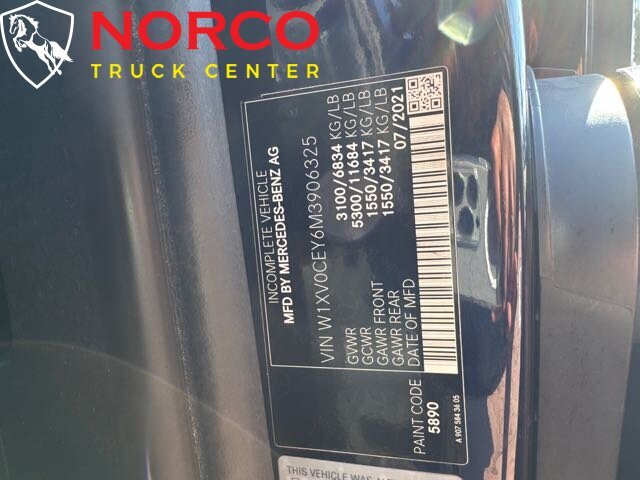 NORCO
TRUCK CENTER
INCOMPLETE VEHICLE
MFD BY MERCEDES-BENZ AG
VIN W1XV0CEY6M3906325
GVWR 3100/6834 KG/LB
GCWR 5300/11684 KG/LB
GAWR FRONT 1550/3417 KG/LB
GAWR REAR 1550/3417 KG/LB
DATE OF MFD 07/2021
PAINT CODE
5890
A 907 584 36 05
THIS VEHICLE WAS